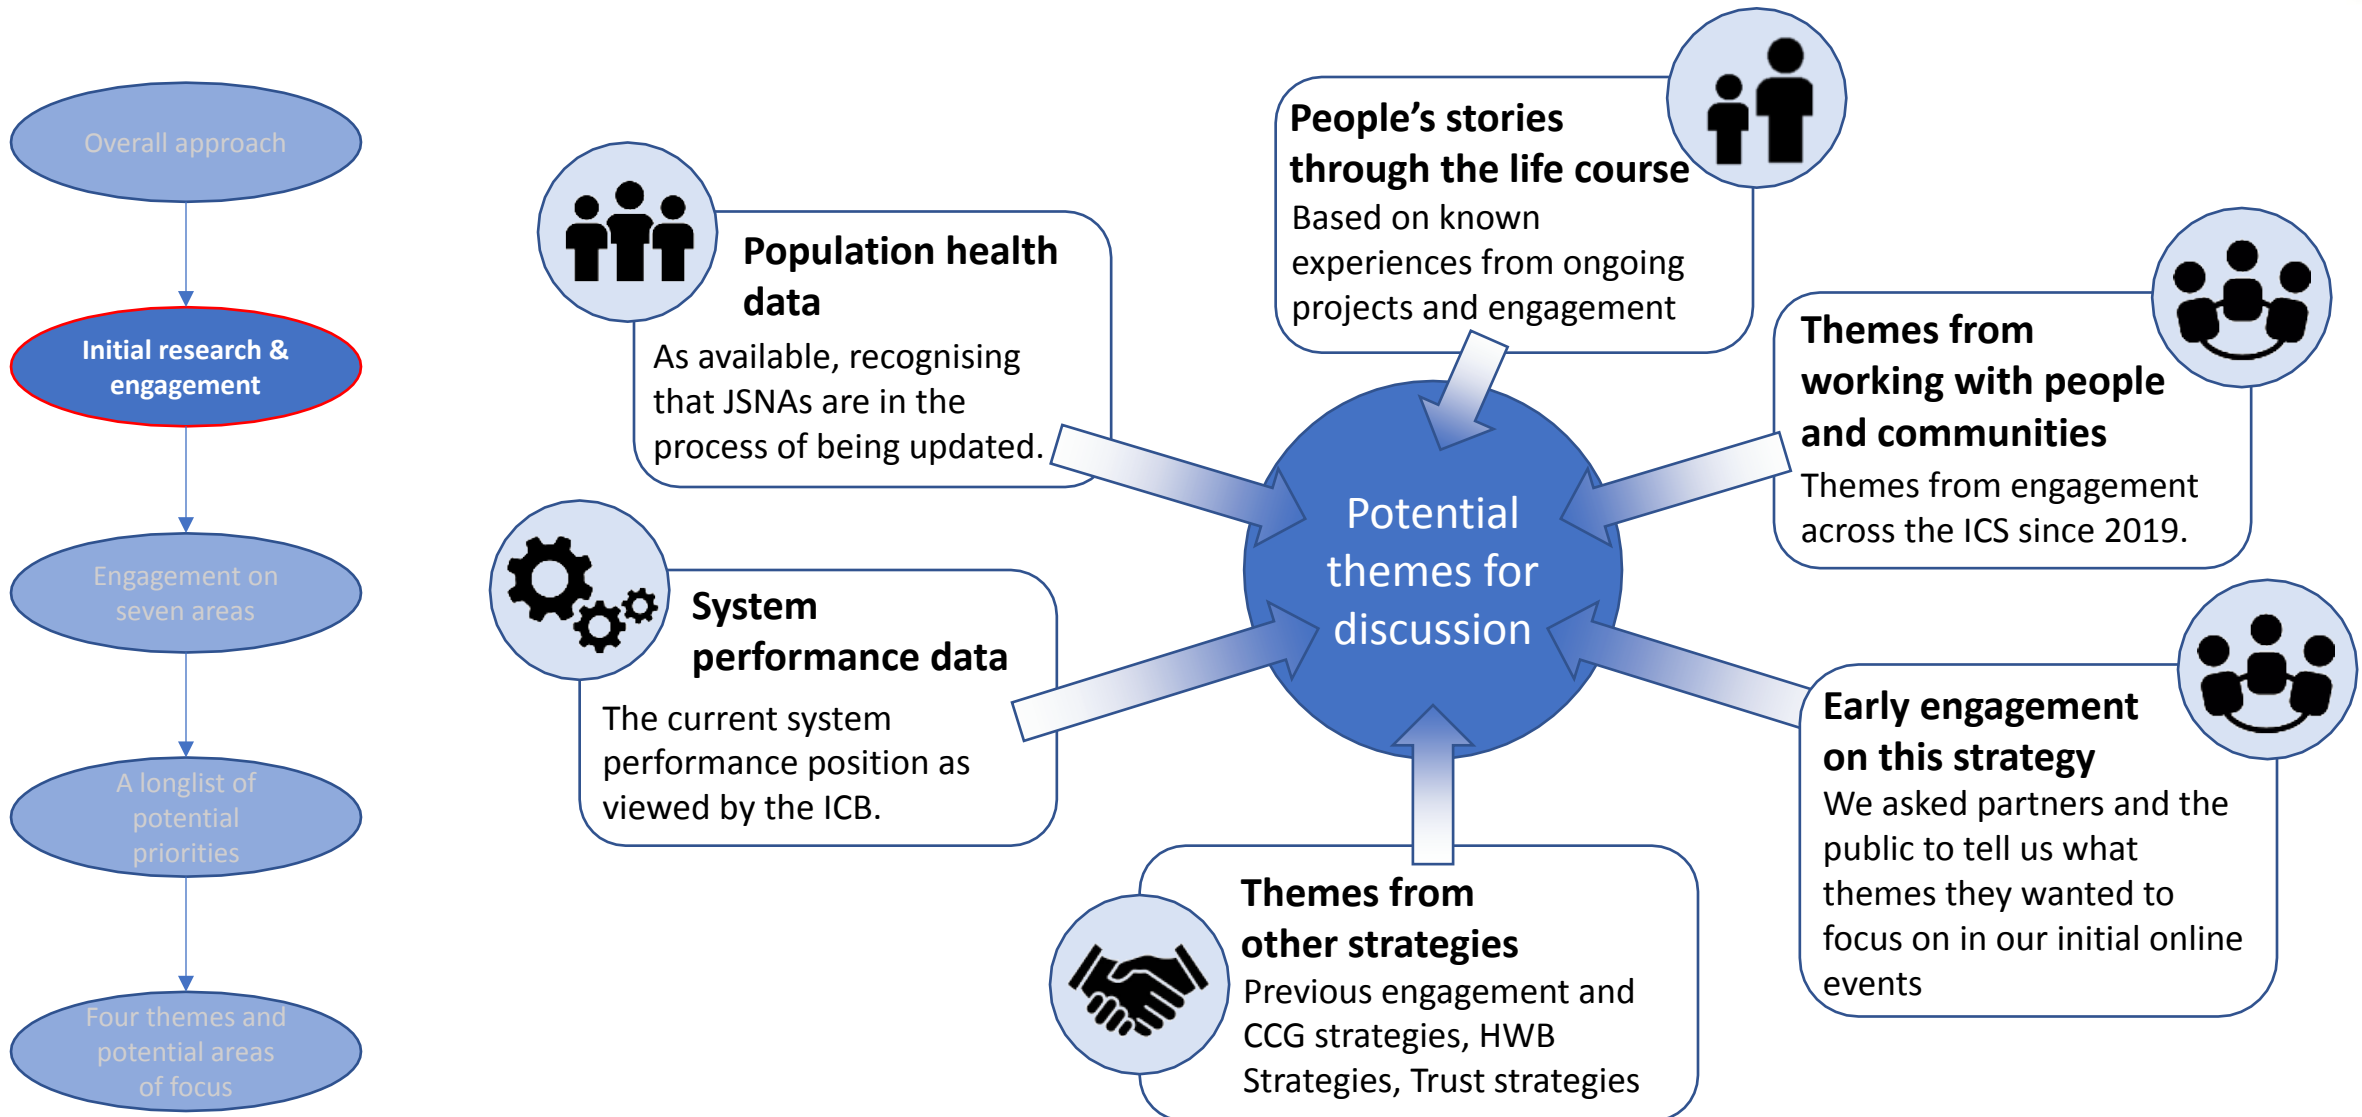 Overall approach
Initial research &
engagement
Engagement on
seven areas
A longlist of
potential
priorities
Four themes and
potential areas
of focus
Population health
data
As available, recognising
that JSNAs are in the
process of being updated.
System
performance data
The current system
performance position as
viewed by the ICB.
People’s stories
through the life course
Based on known
experiences from ongoing
projects and engagement
Potential
themes for
discussion
Themes from
working with people
and communities
Themes from engagement
across the ICS since 2019.
Early engagement
on this strategy
We asked partners and the
public to tell us what
themes they wanted to
focus on in our initial online
events
Themes from
other strategies
Previous engagement and
CCG strategies, HWB
Strategies, Trust strategies